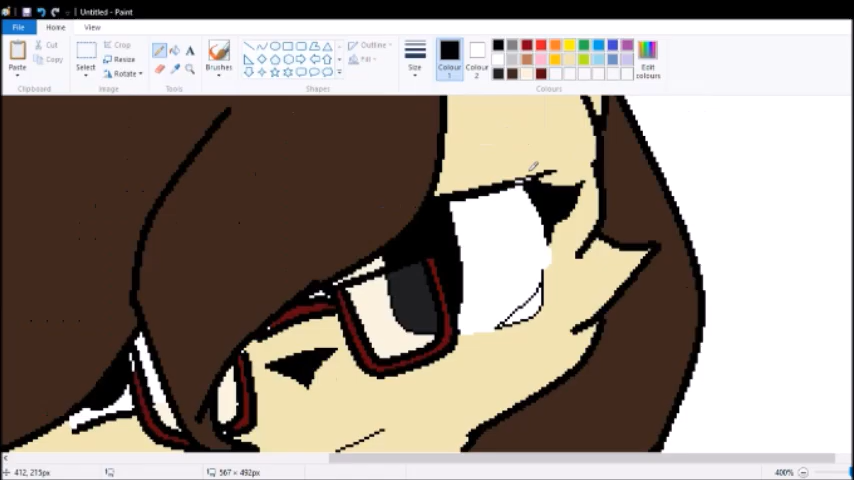 Untitled - Paint
File Home View
Cut
Copy
Paste
Clipboard
Select
Crop
Resize
Rotate
Image
Tools
Brushes
Outline
Fill
Shapes
Size
Colour 1
Colour 2
Edit colours
Colours
412, 215px
567 × 492px
400%